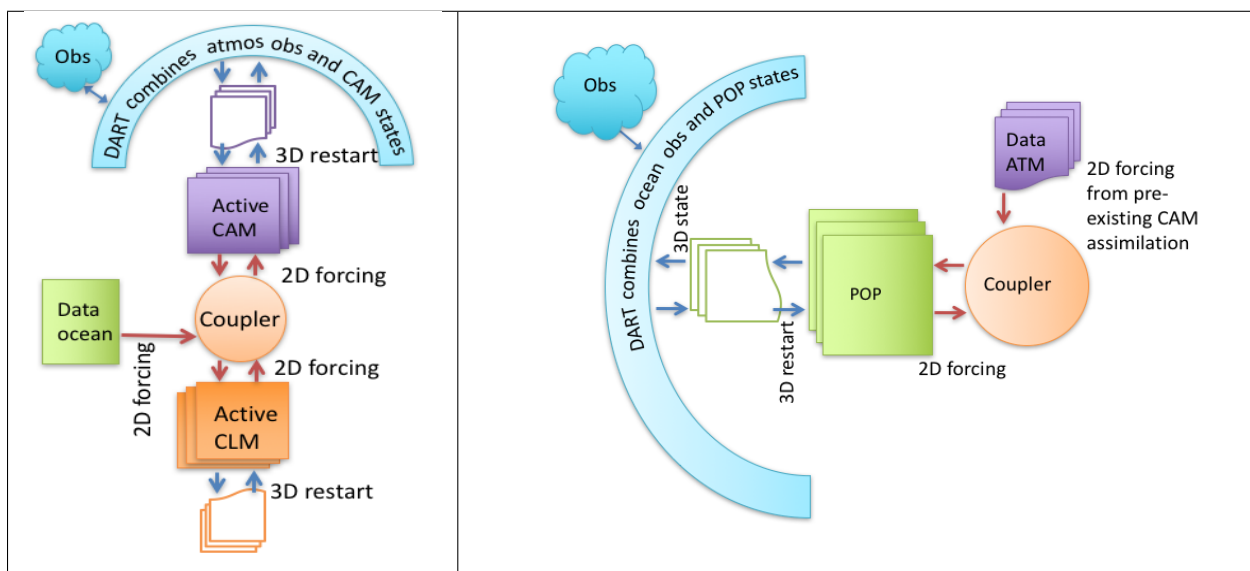 Obs
DART combines atmos obs and CAM states
3D restart
Active
CAM
2D forcing
Data
ocean
Coupler
2D forcing
2D forcing
Active
CLM
3D restart
Obs
DART combines ocean obs and POP states
3D state
3D restart
POP
2D forcing
Data
ATM
2D forcing
from pre-
existing CAM
assimilation
Coupler